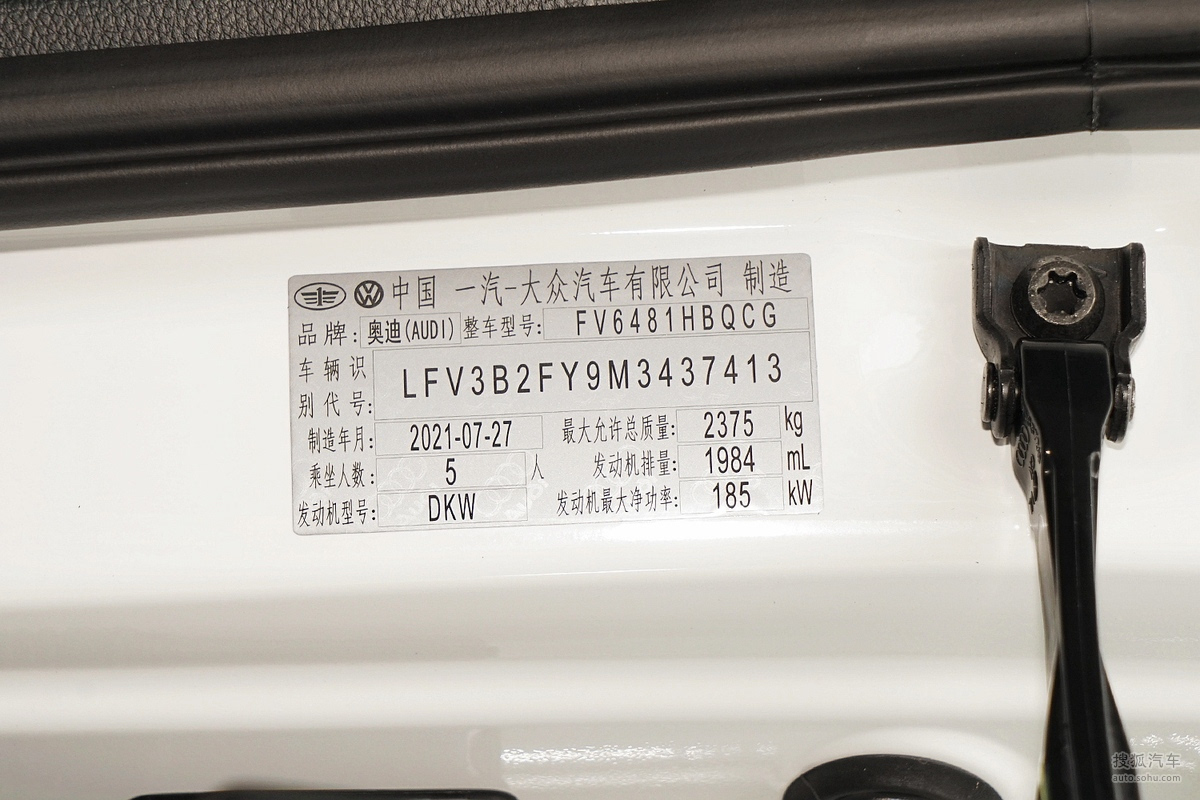 中国 一汽-大众汽车有限公司 制造
品牌: 奥迪(AUDI) 整车型号: FV6481HBQCG
车辆识别代号: LFV3B2FY9M3437413
制造年月: 2021-07-27 最大允许总质量: 2375 kg
乘坐人数: 5 人 发动机排量: 1984 mL
发动机型号: DKW 发动机最大净功率: 185 kW
搜狐汽车
auto.sohu.com